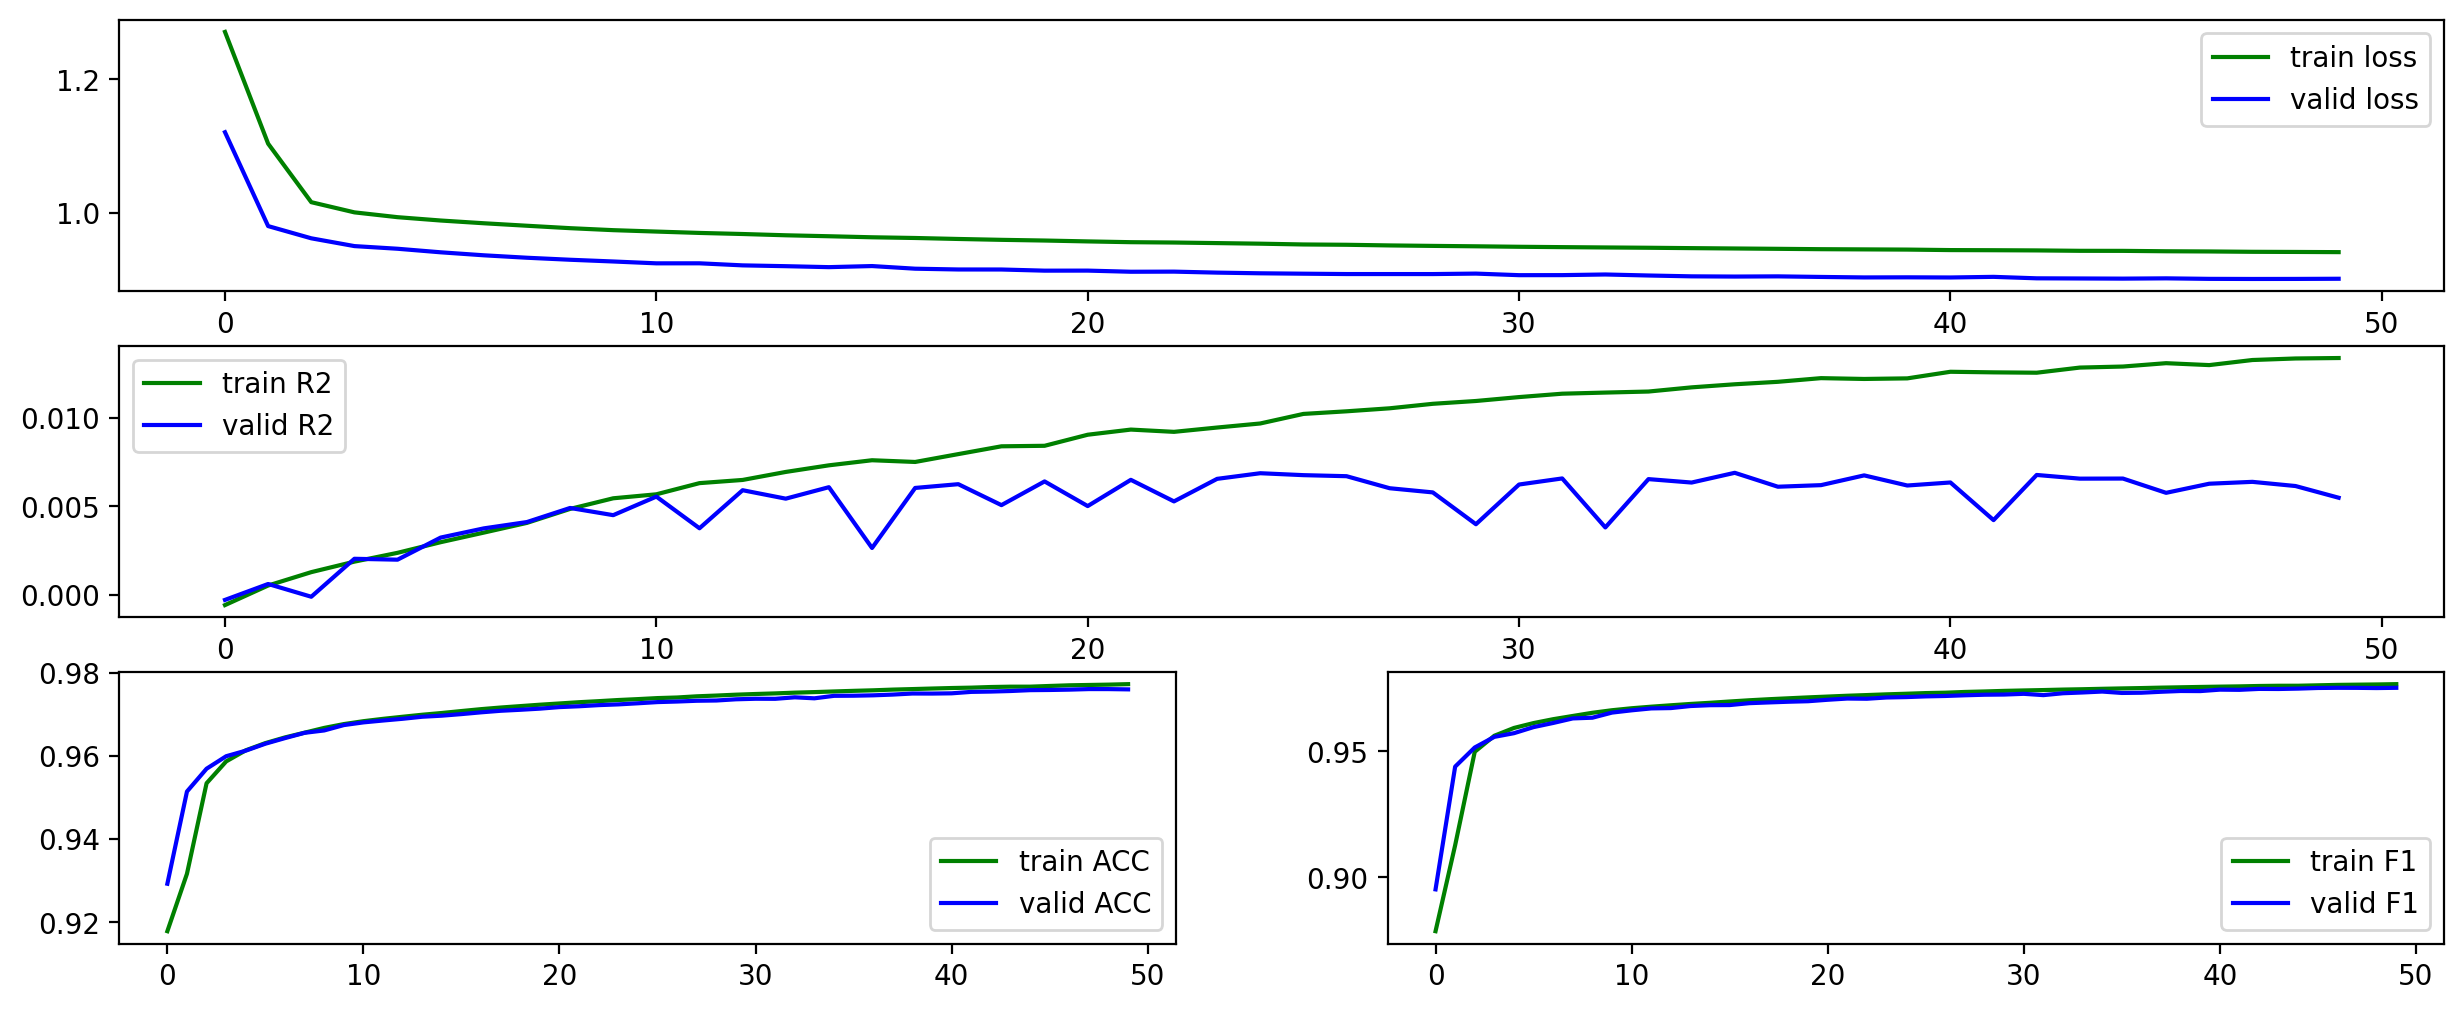 1.2
1.0
train loss
valid loss
0 10 20 30 40 50
train R2
valid R2
0.010
0.005
0.000
0 10 20 30 40 50
0.98
0.96
0.94
0.92
train ACC
valid ACC
0 10 20 30 40 50
0.95
0.90
train F1
valid F1
0 10 20 30 40 50